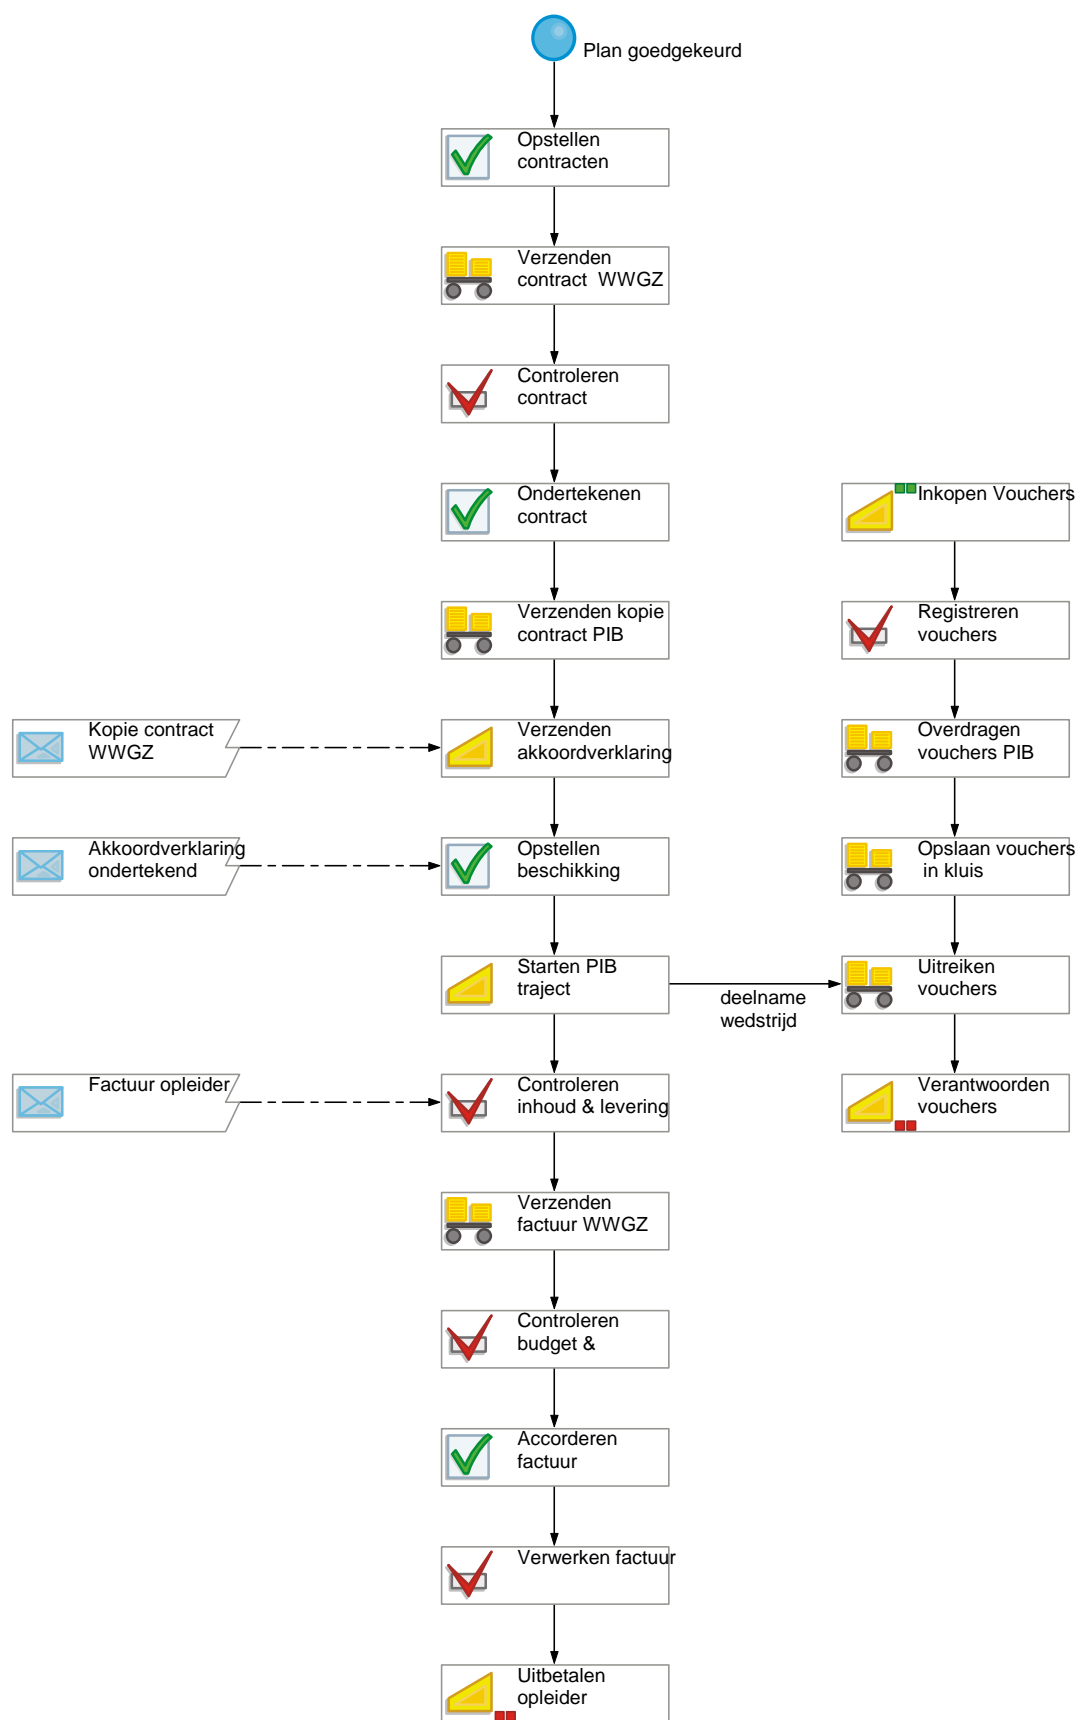 Plan goedgekeurd
Opstellen
contracten
Verzenden
contract  WWGZ
Controleren
contract
Ondertekenen
contract
Inkopen Vouchers
Verzenden kopie
contract PIB
Registreren
vouchers
Kopie contract
WWGZ
Verzenden
akkoordverklaring
Overdragen
vouchers PIB
Akkoordverklaring
ondertekend
Opstellen
beschikking
Opslaan vouchers
in kluis
Starten PIB
traject
deelname
wedstrijd
Uitreiken
vouchers
Factuur opleider
Controleren
inhoud & levering
Verantwoorden
vouchers
Verzenden
factuur WWGZ
Controleren
budget &
Accorderen
factuur
Verwerken factuur
Uitbetalen
opleider